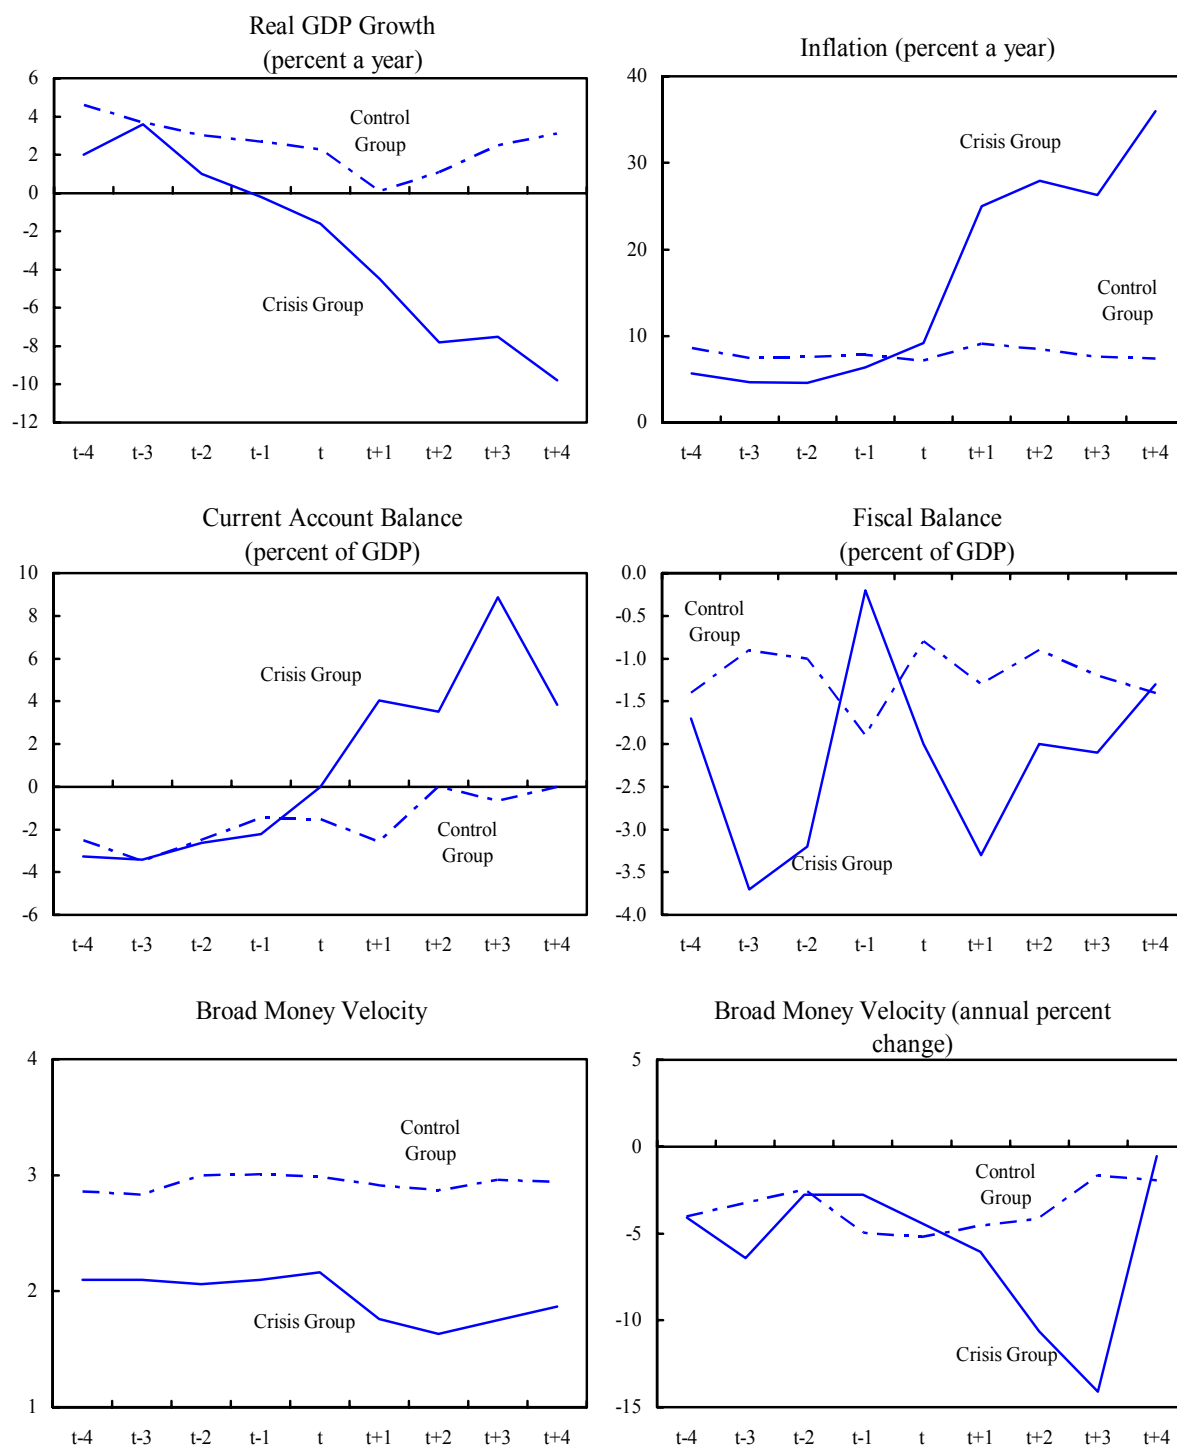 Real GDP Growth
(percent a year)
6
4
2
0
-2
-4
-6
-8
-10
-12
Control
Group
Crisis Group
t-4 t-3 t-2 t-1 t t+1 t+2 t+3 t+4
Inflation (percent a year)
40
30
20
10
0
Crisis Group
Control
Group
t-4 t-3 t-2 t-1 t t+1 t+2 t+3 t+4
Current Account Balance
(percent of GDP)
10
8
6
4
2
0
-2
-4
-6
Crisis Group
Control
Group
t-4 t-3 t-2 t-1 t t+1 t+2 t+3 t+4
Fiscal Balance
(percent of GDP)
0.0
-0.5
-1.0
-1.5
-2.0
-2.5
-3.0
-3.5
-4.0
Control
Group
Crisis Group
t-4 t-3 t-2 t-1 t t+1 t+2 t+3 t+4
Broad Money Velocity
4
3
2
1
Control
Group
Crisis Group
t-4 t-3 t-2 t-1 t t+1 t+2 t+3 t+4
Broad Money Velocity (annual percent
change)
5
0
-5
-10
-15
Control
Group
Crisis Group
t-4 t-3 t-2 t-1 t t+1 t+2 t+3 t+4